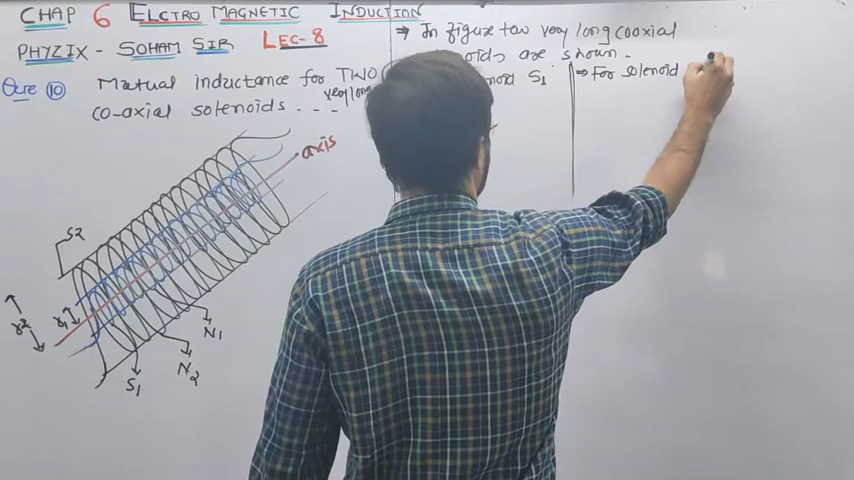 CHAP 6 ELCTRO MAGNETIC INDUCTION
PHYZIX - SOHAM SIR LEC-8
Que 10 Mutual inductance for TWO
very long
co-axial solenoids . . .
axis
S2
r2
r1
N1
N2
S1
⇒ In figure two very long coaxial
are shown -
S1
⇒ For solenoid